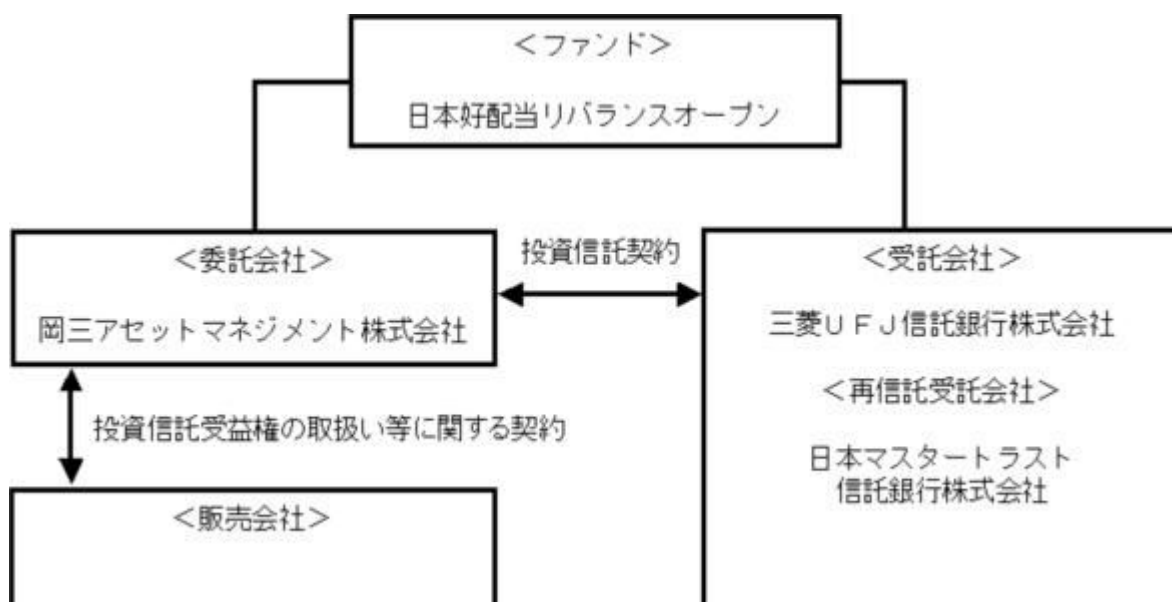 ＜ファンド＞
日本好配当リバランスオープン
＜委託会社＞
岡三アセットマネジメント株式会社
投資信託契約
＜受託会社＞
三菱ＵＦＪ信託銀行株式会社
＜再信託受託会社＞
日本マスタートラスト
信託銀行株式会社
投資信託受益権の取扱い等に関する契約
＜販売会社＞